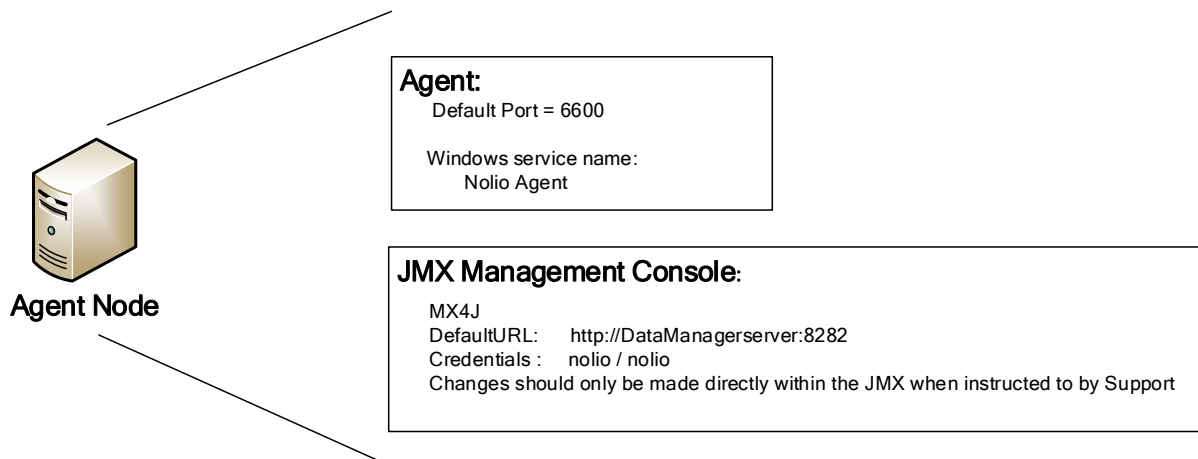 Agent:
Default Port = 6600
Windows service name:
Nolio Agent
Agent Node
JMX Management Console:
MX4J
DefaultURL: http://DataManagerserver:8282
Credentials : nolio / nolio
Changes should only be made directly within the JMX when instructed to by Support